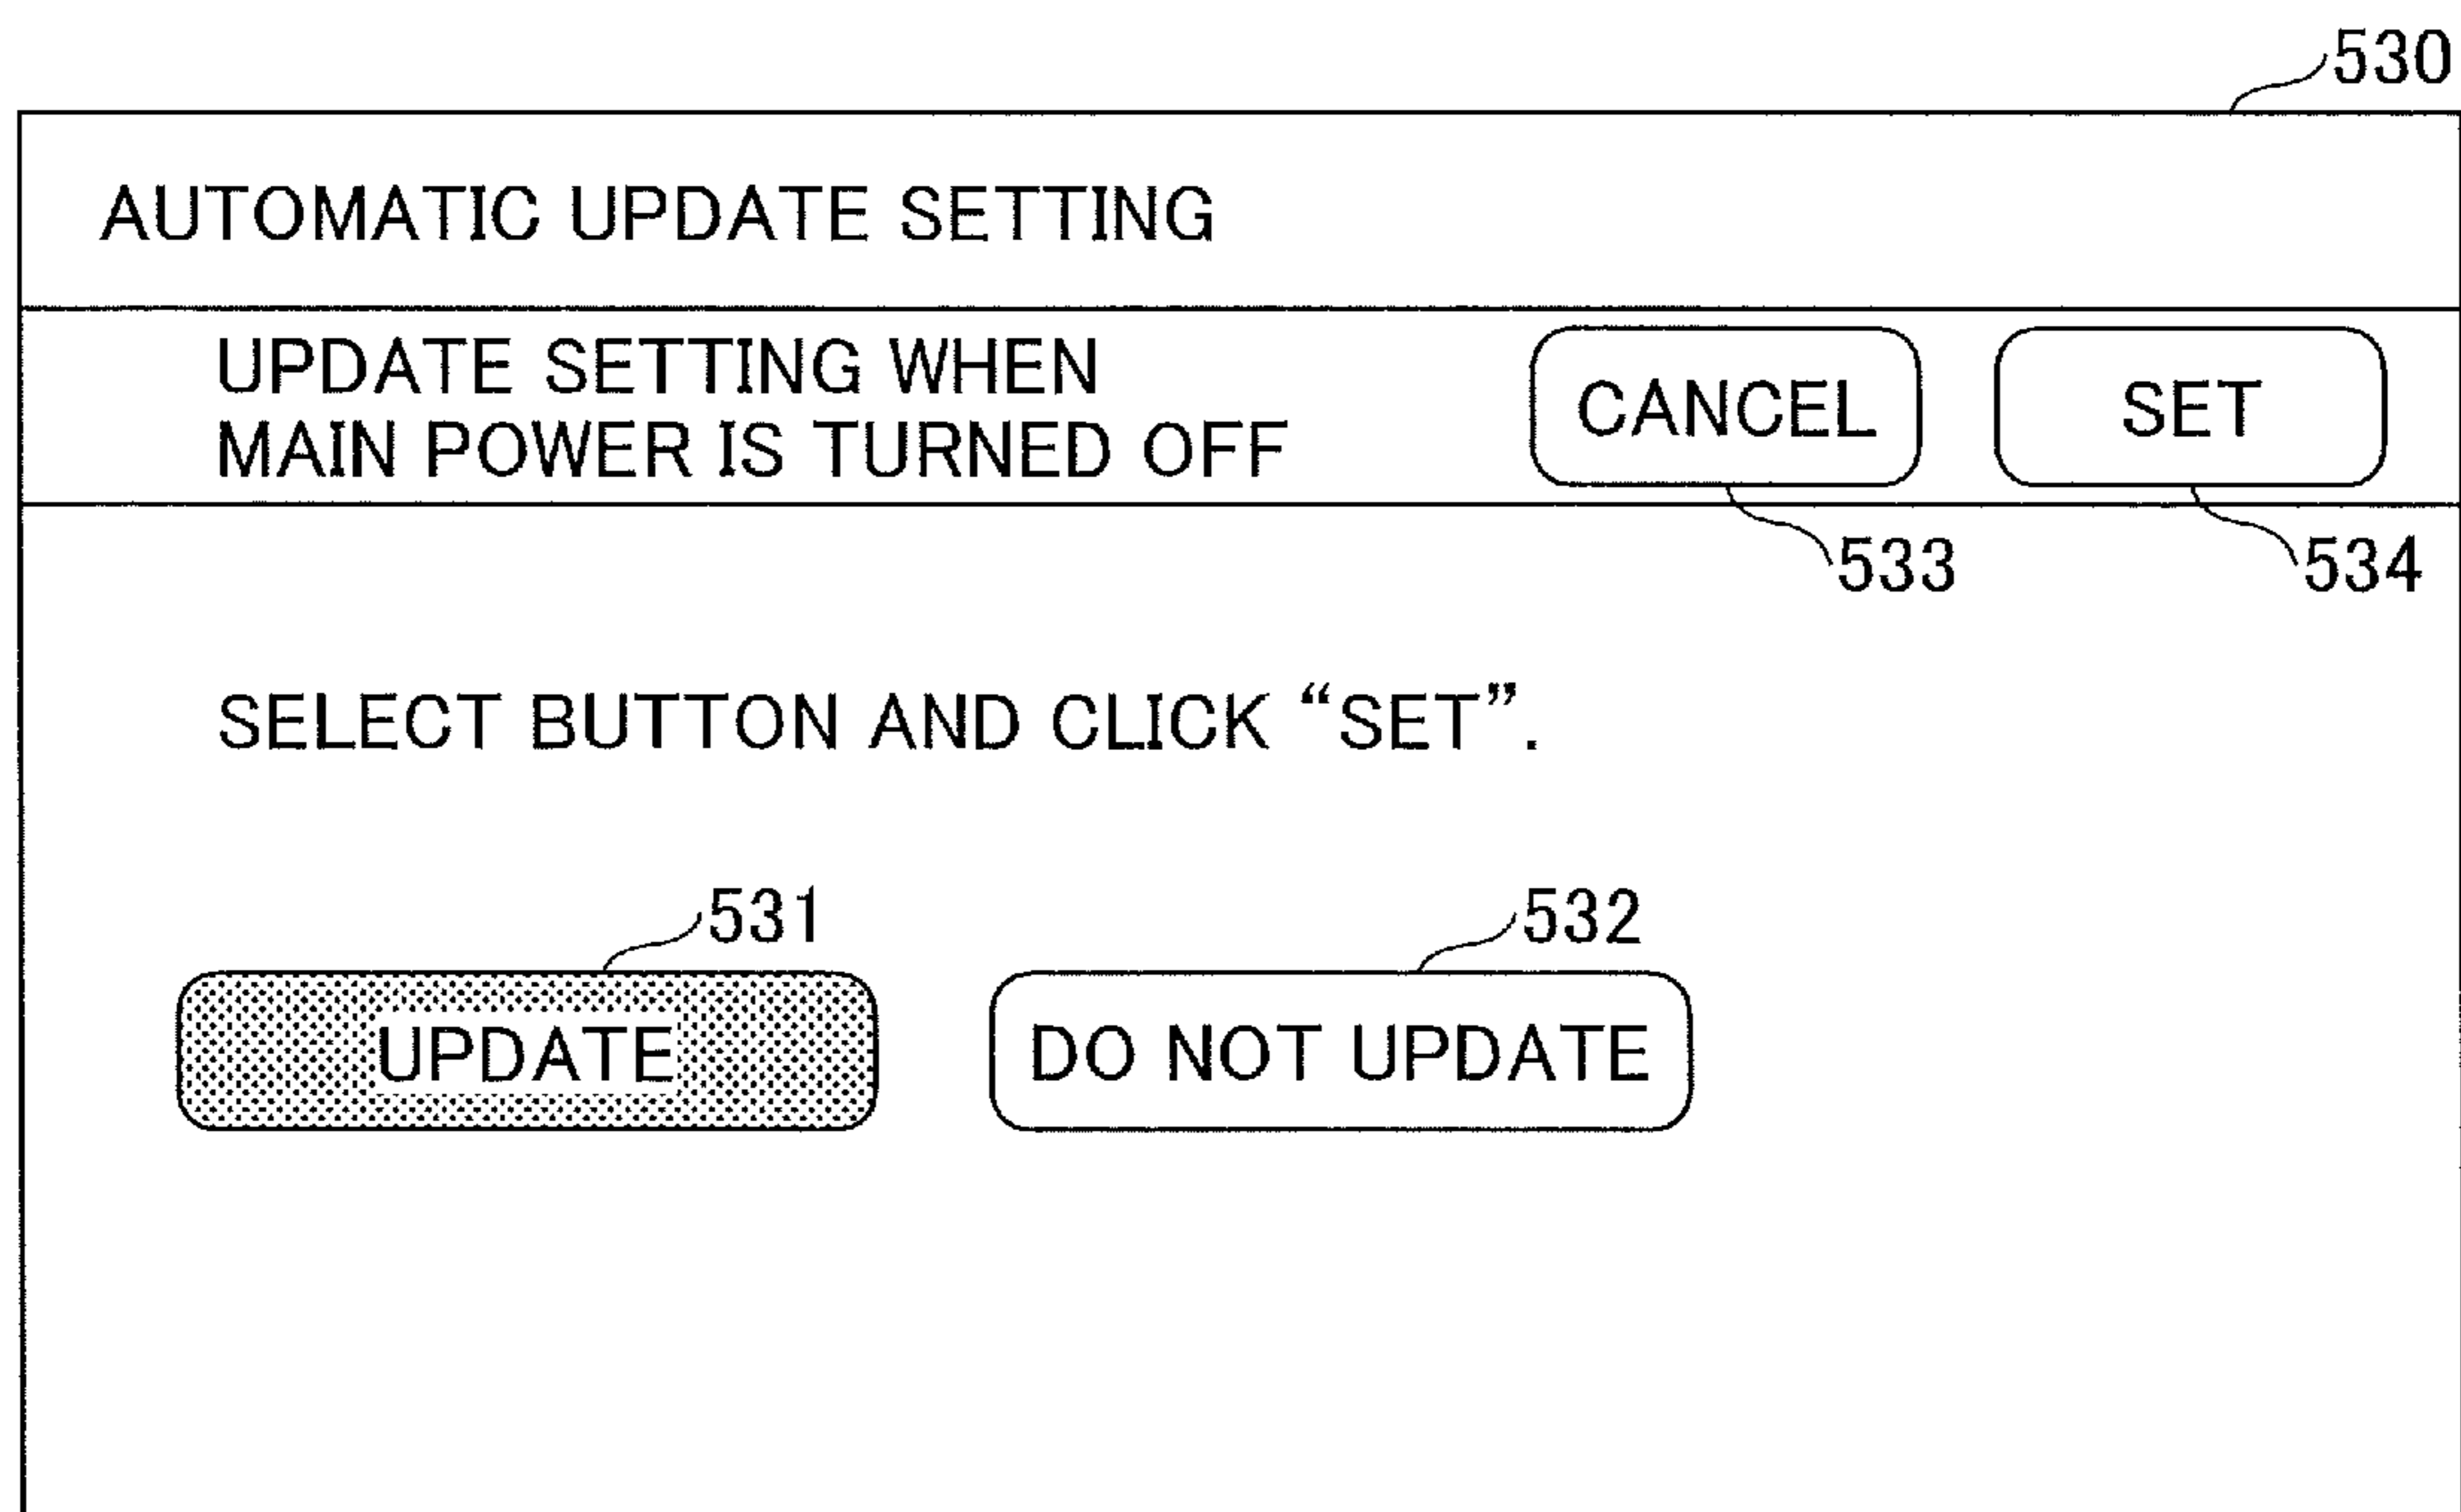 530
AUTOMATIC UPDATE SETTING
UPDATE SETTING WHEN
MAIN POWER IS TURNED OFF
CANCEL
SET
533
534
SELECT BUTTON AND CLICK “SET”.
531
532
UPDATE
DO NOT UPDATE